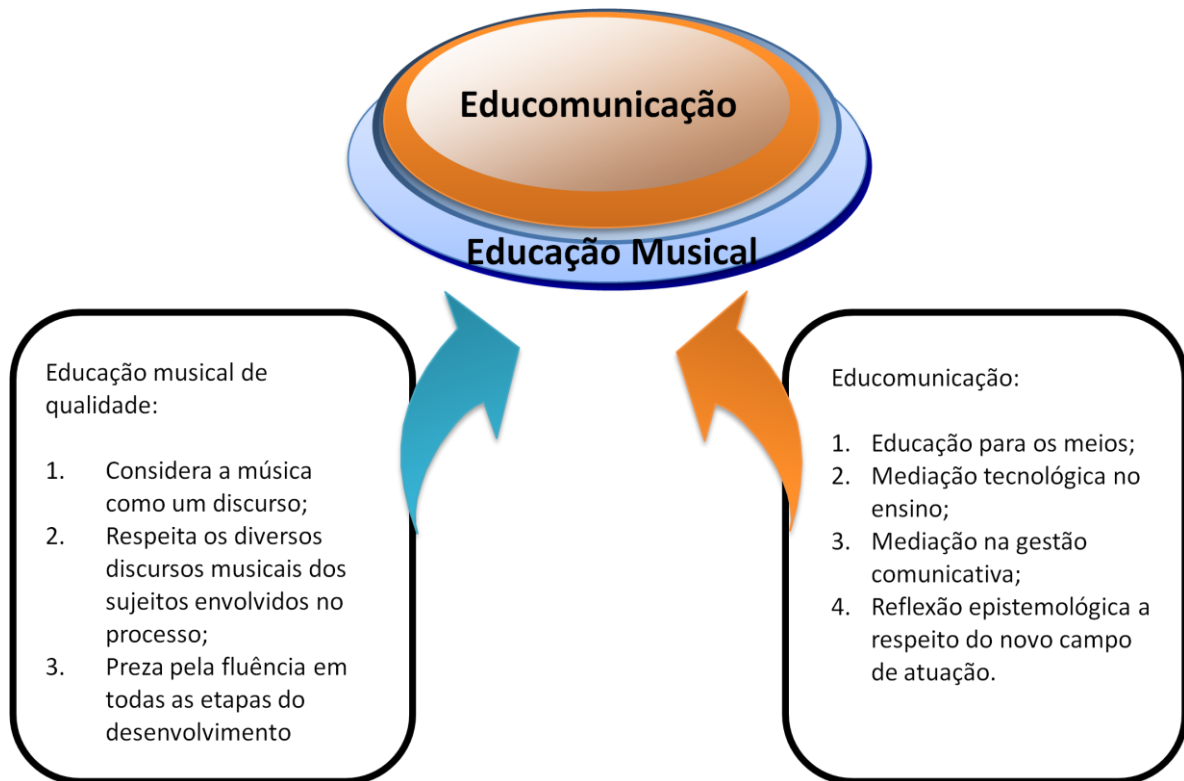 Educomunicação
Educação Musical
Educação musical de
qualidade:
1. Considera a música
como um discurso;
2. Respeita os diversos
discursos musicais dos
sujeitos envolvidos no
processo;
3. Preza pela fluência em
todas as etapas do
desenvolvimento
Educomunicação:
1. Educação para os meios;
2. Mediação tecnológica no
ensino;
3. Mediação na gestão
comunicativa;
4. Reflexão epistemológica a
respeito do novo campo
de atuação.